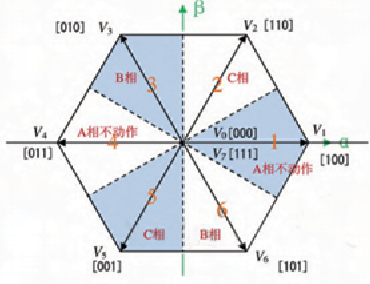 β
[010] V3 V2 [110]
B相 3 2 C相
V4 A相不动作 4 V0 [000] 1 V1 α
[011] V7 [111] A相不动作 [100]
5 6
C相 B相
V5 V6
[001] [101]